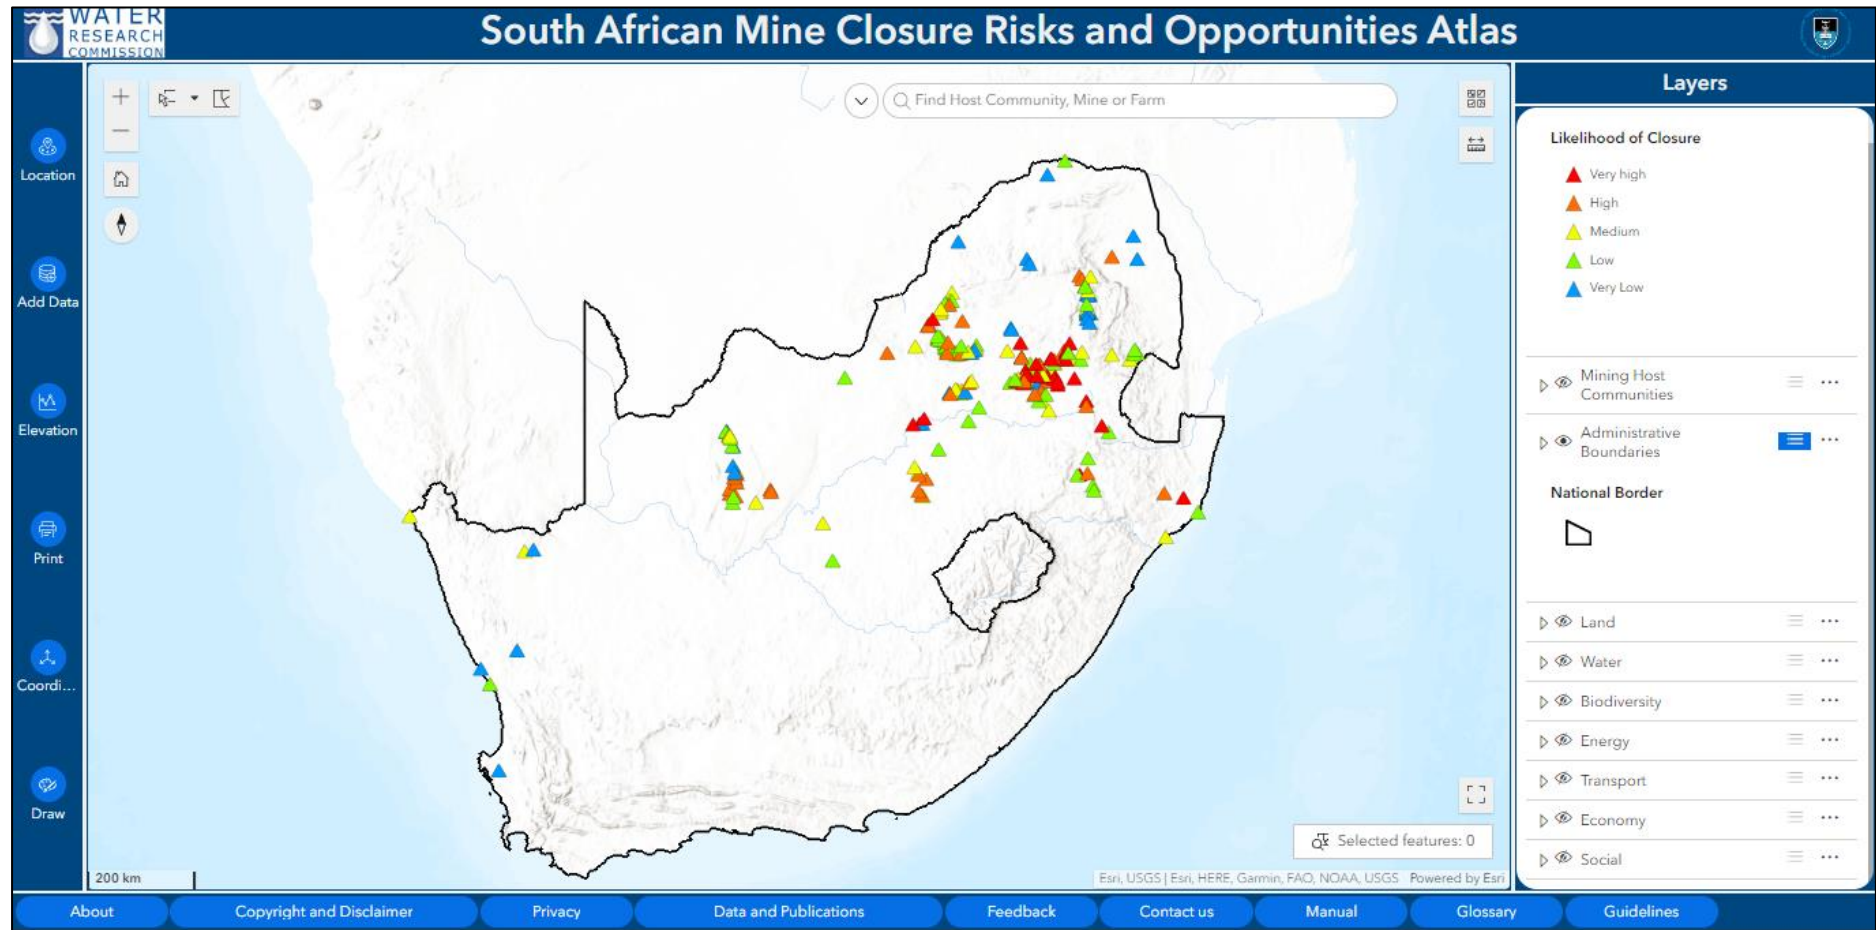 WATER
RESEARCH
COMMISSION
South African Mine Closure Risks and Opportunities Atlas
Location
Add Data
Elevation
Print
Coordi...
Draw
Find Host Community, Mine or Farm
Selected features: 0
200 km
Esri, USGS | Esri, HERE, Garmin, FAO, NOAA, USGS Powered by Esri
Layers
Likelihood of Closure
Very high
High
Medium
Low
Very Low
Mining Host
Communities
Administrative
Boundaries
National Border
Land
Water
Biodiversity
Energy
Transport
Economy
Social
About
Copyright and Disclaimer
Privacy
Data and Publications
Feedback
Contact us
Manual
Glossary
Guidelines